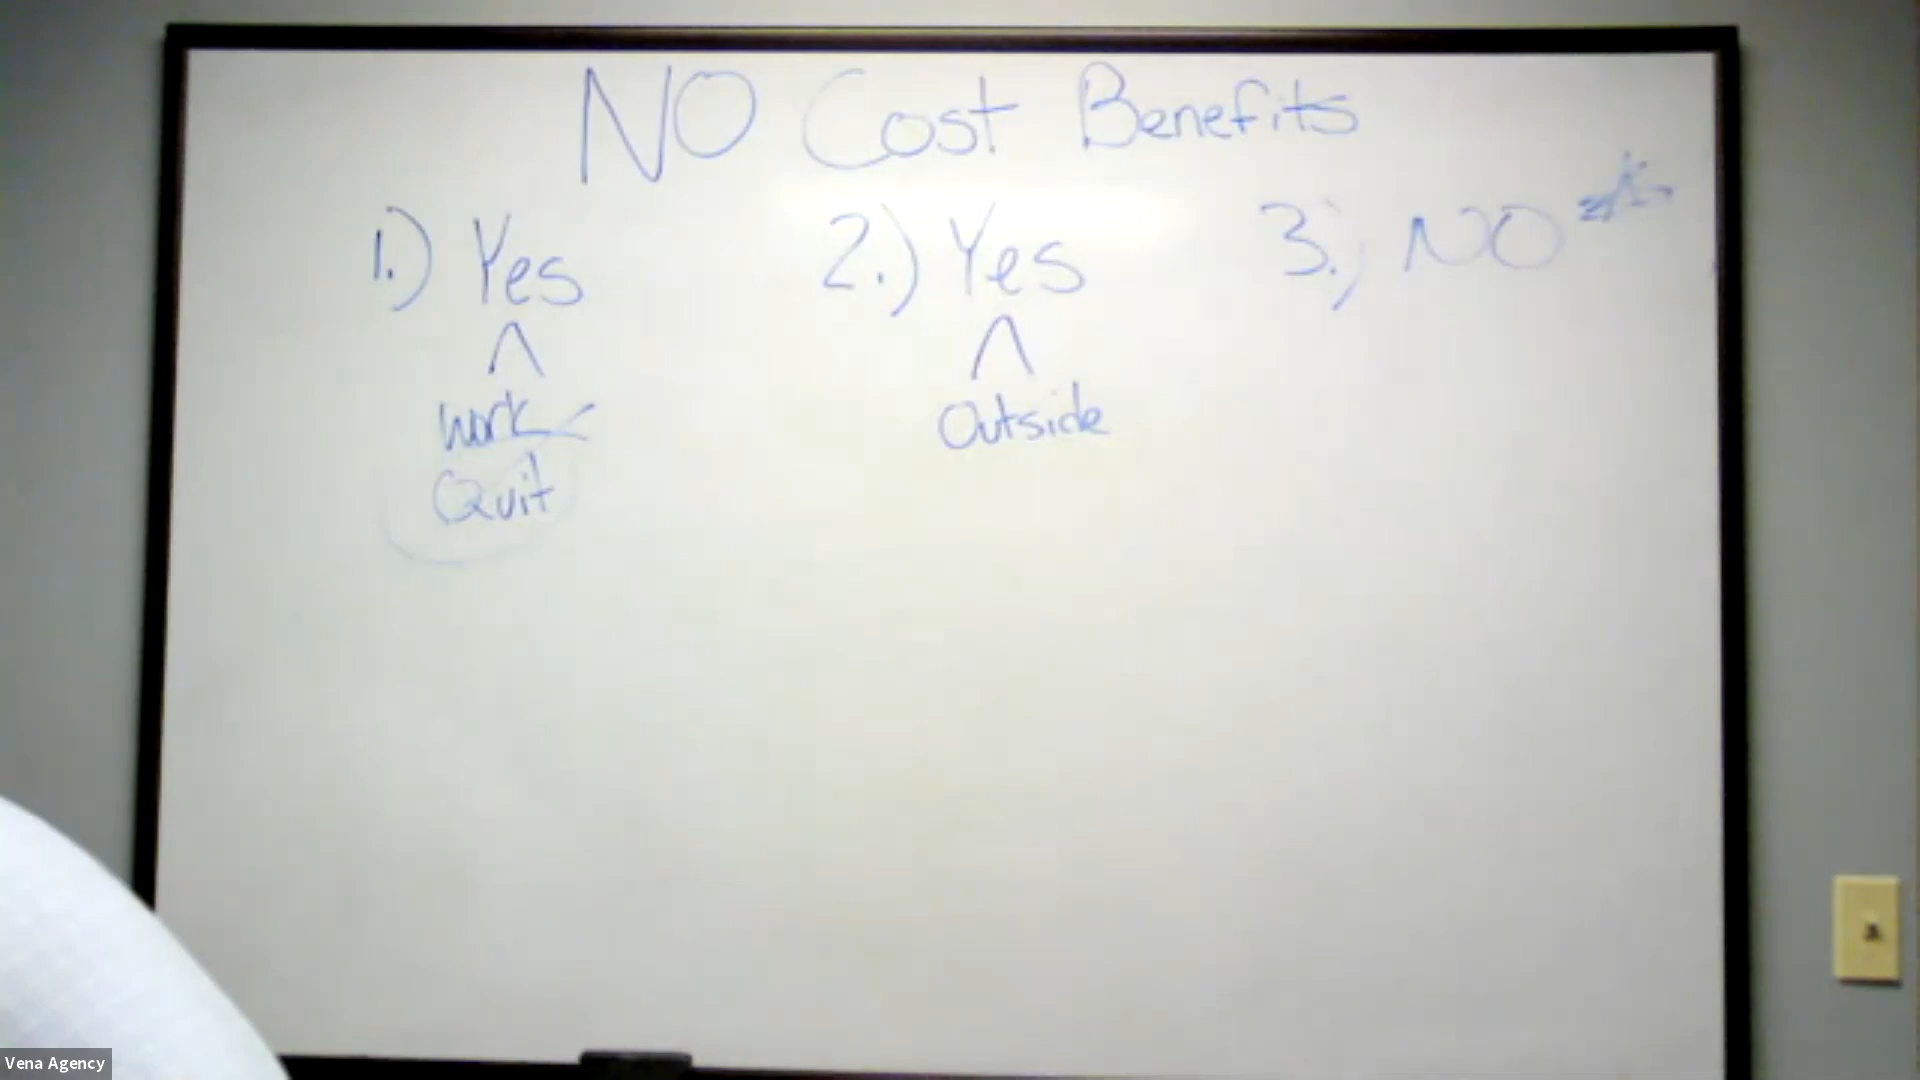 NO Cost Benefits
1.) Yes 2.) Yes 3.) NO
^ ^
Work Outside
Quit
Vena Agency